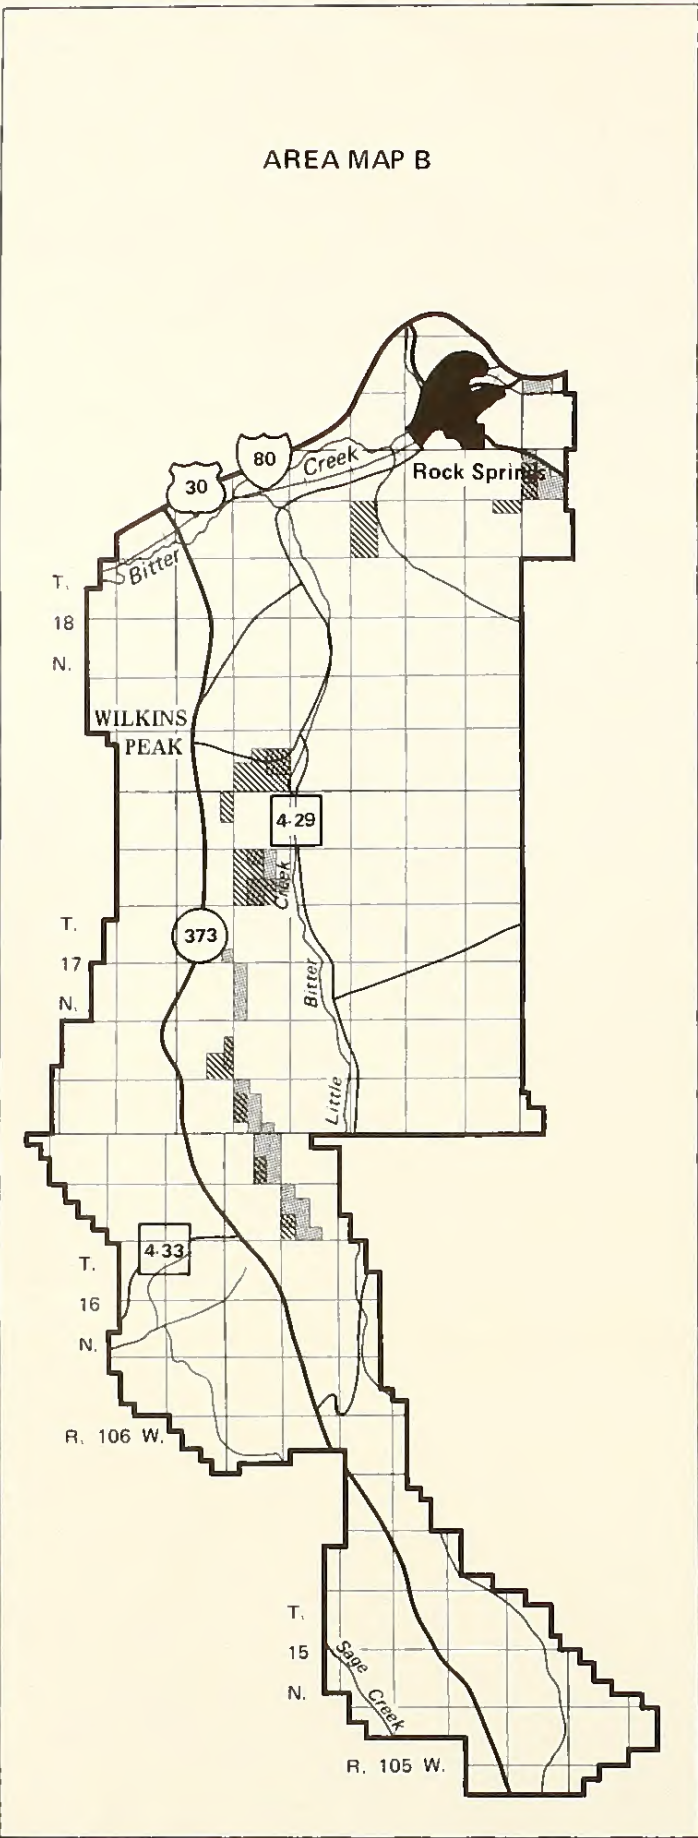 AREA MAP B
80
Creek
Rock Springs
30
Bitter
T.
18
N.
WILKINS
PEAK
4-29
Creek
T.
373
17
Bitter
N.
Little
4-33
T.
16
N.
R. 106 W.
T.
15
Sage
N.
Creek
R. 105 W.